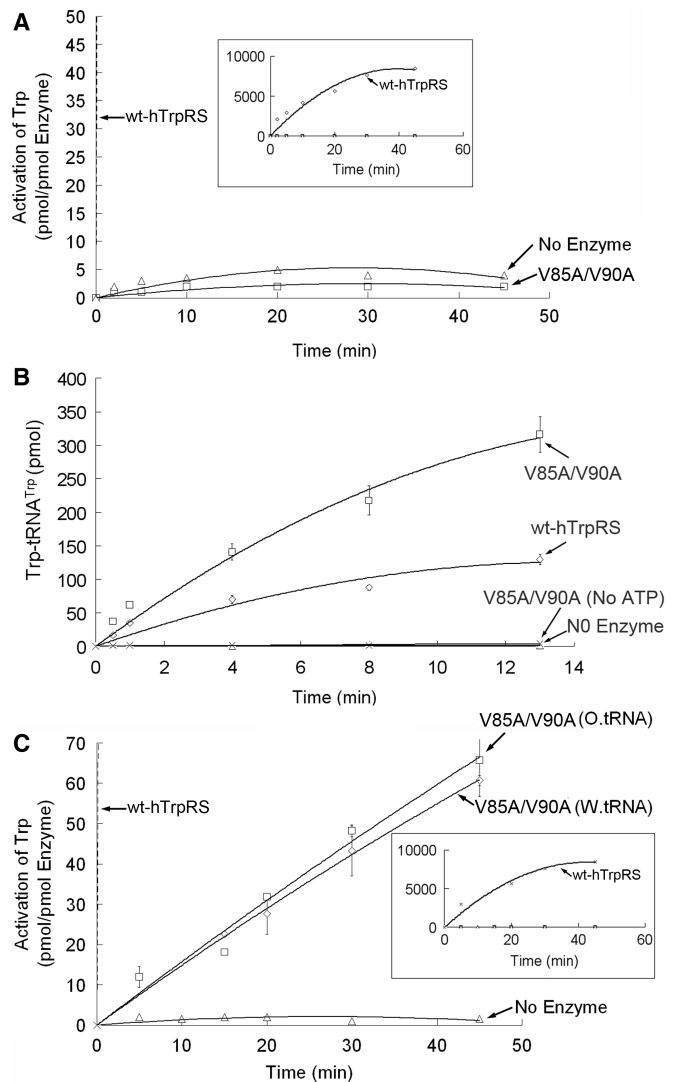 A
Activation of Trp
(pmol/pmol Enzyme)
50
45
40
35
30
25
20
15
10
5
0
wt-hTrpRS
10000
5000
0
wt-hTrpRS
0
20
40
60
Time (min)
No Enzyme
V85A/V90A
0
10
20
30
40
50
Time (min)
B
Trp-tRNATrp (pmol)
400
350
300
250
200
150
100
50
0
V85A/V90A
wt-hTrpRS
V85A/V90A (No ATP)
N0 Enzyme
0
2
4
6
8
10
12
14
Time (min)
C
Activation of Trp
(pmol/pmol Enzyme)
70
60
50
40
30
20
10
0
wt-hTrpRS
V85A/V90A (O.tRNA)
V85A/V90A (W.tRNA)
10000
5000
0
wt-hTrpRS
0
20
40
60
Time (min)
No Enzyme
0
10
20
30
40
50
Time (min)